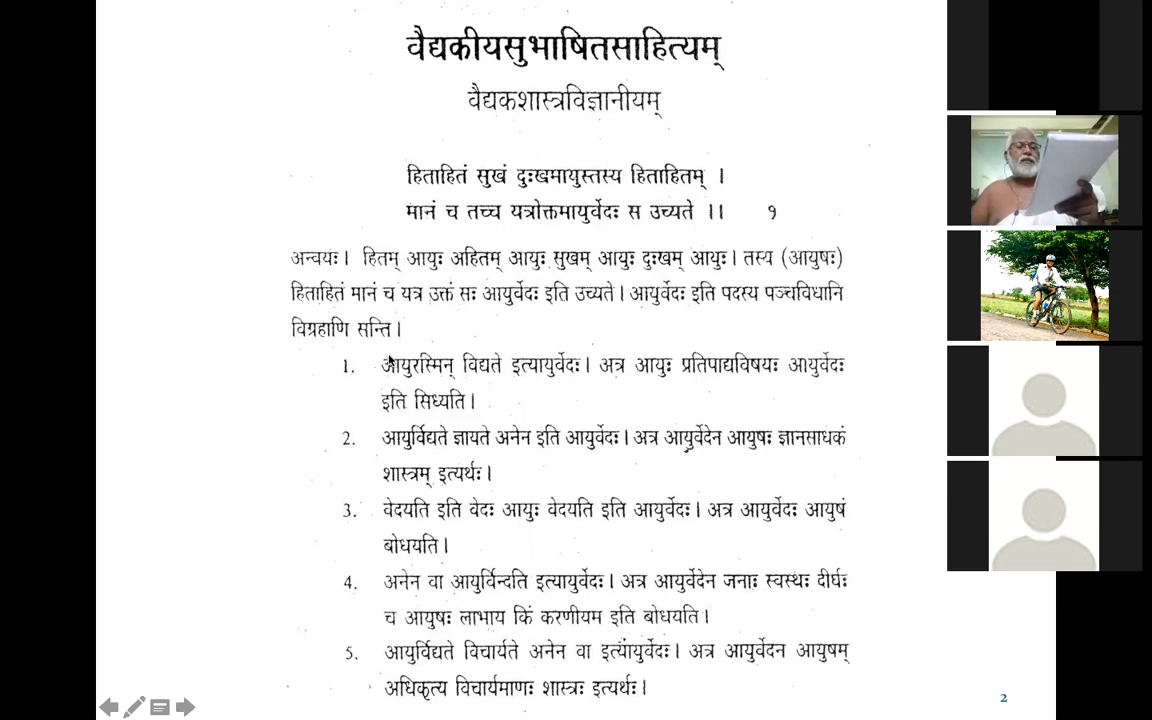 वैद्यकीयसुभाषितसाहित्यम्
वैद्यकशास्त्रविज्ञानीयम्
हिताहितं सुखं दुःखमायुस्तस्य हिताहितम् ।
मानं च तच्च यत्रोक्तमायुर्वेदः स उच्यते ।। १
अन्वयः। हितम् आयुः अहितम् आयुः सुखम् आयुः दुःखम् आयुः। तस्य (आयुषः)
हिताहितं मानं च यत्र उक्तं सः आयुर्वेदः इति उच्यते। आयुर्वेदः इति पदस्य पञ्चविधानि
विग्रहाणि सन्ति।
1. आयुरस्मिन् विद्यते इत्यायुर्वेदः। अत्र आयुः प्रतिपाद्यविषयः आयुर्वेदः
इति सिध्यति।
2. आयुर्विद्यते ज्ञायते अनेन इति आयुर्वेदः। अत्र आयुर्वेदेन आयुषः ज्ञानसाधकं
शास्त्रम् इत्यर्थः।
3. वेदयति इति वेदः आयुः वेदयति इति आयुर्वेदः। अत्र आयुर्वेदः आयुषं
बोधयति।
4. अनेन वा आयुर्विन्दति इत्यायुर्वेदः। अत्र आयुर्वेदेन जनाः स्वस्थः दीर्घः
च आयुषः लाभाय किं करणीयम इति बोधयति।
5. आयुर्विद्यते विचार्यते अनेन वा इत्यायुर्वेदः। अत्र आयुर्वेदन आयुषम्
अधिकृत्य विचार्यमाणः शास्त्रः इत्यर्थः।
2